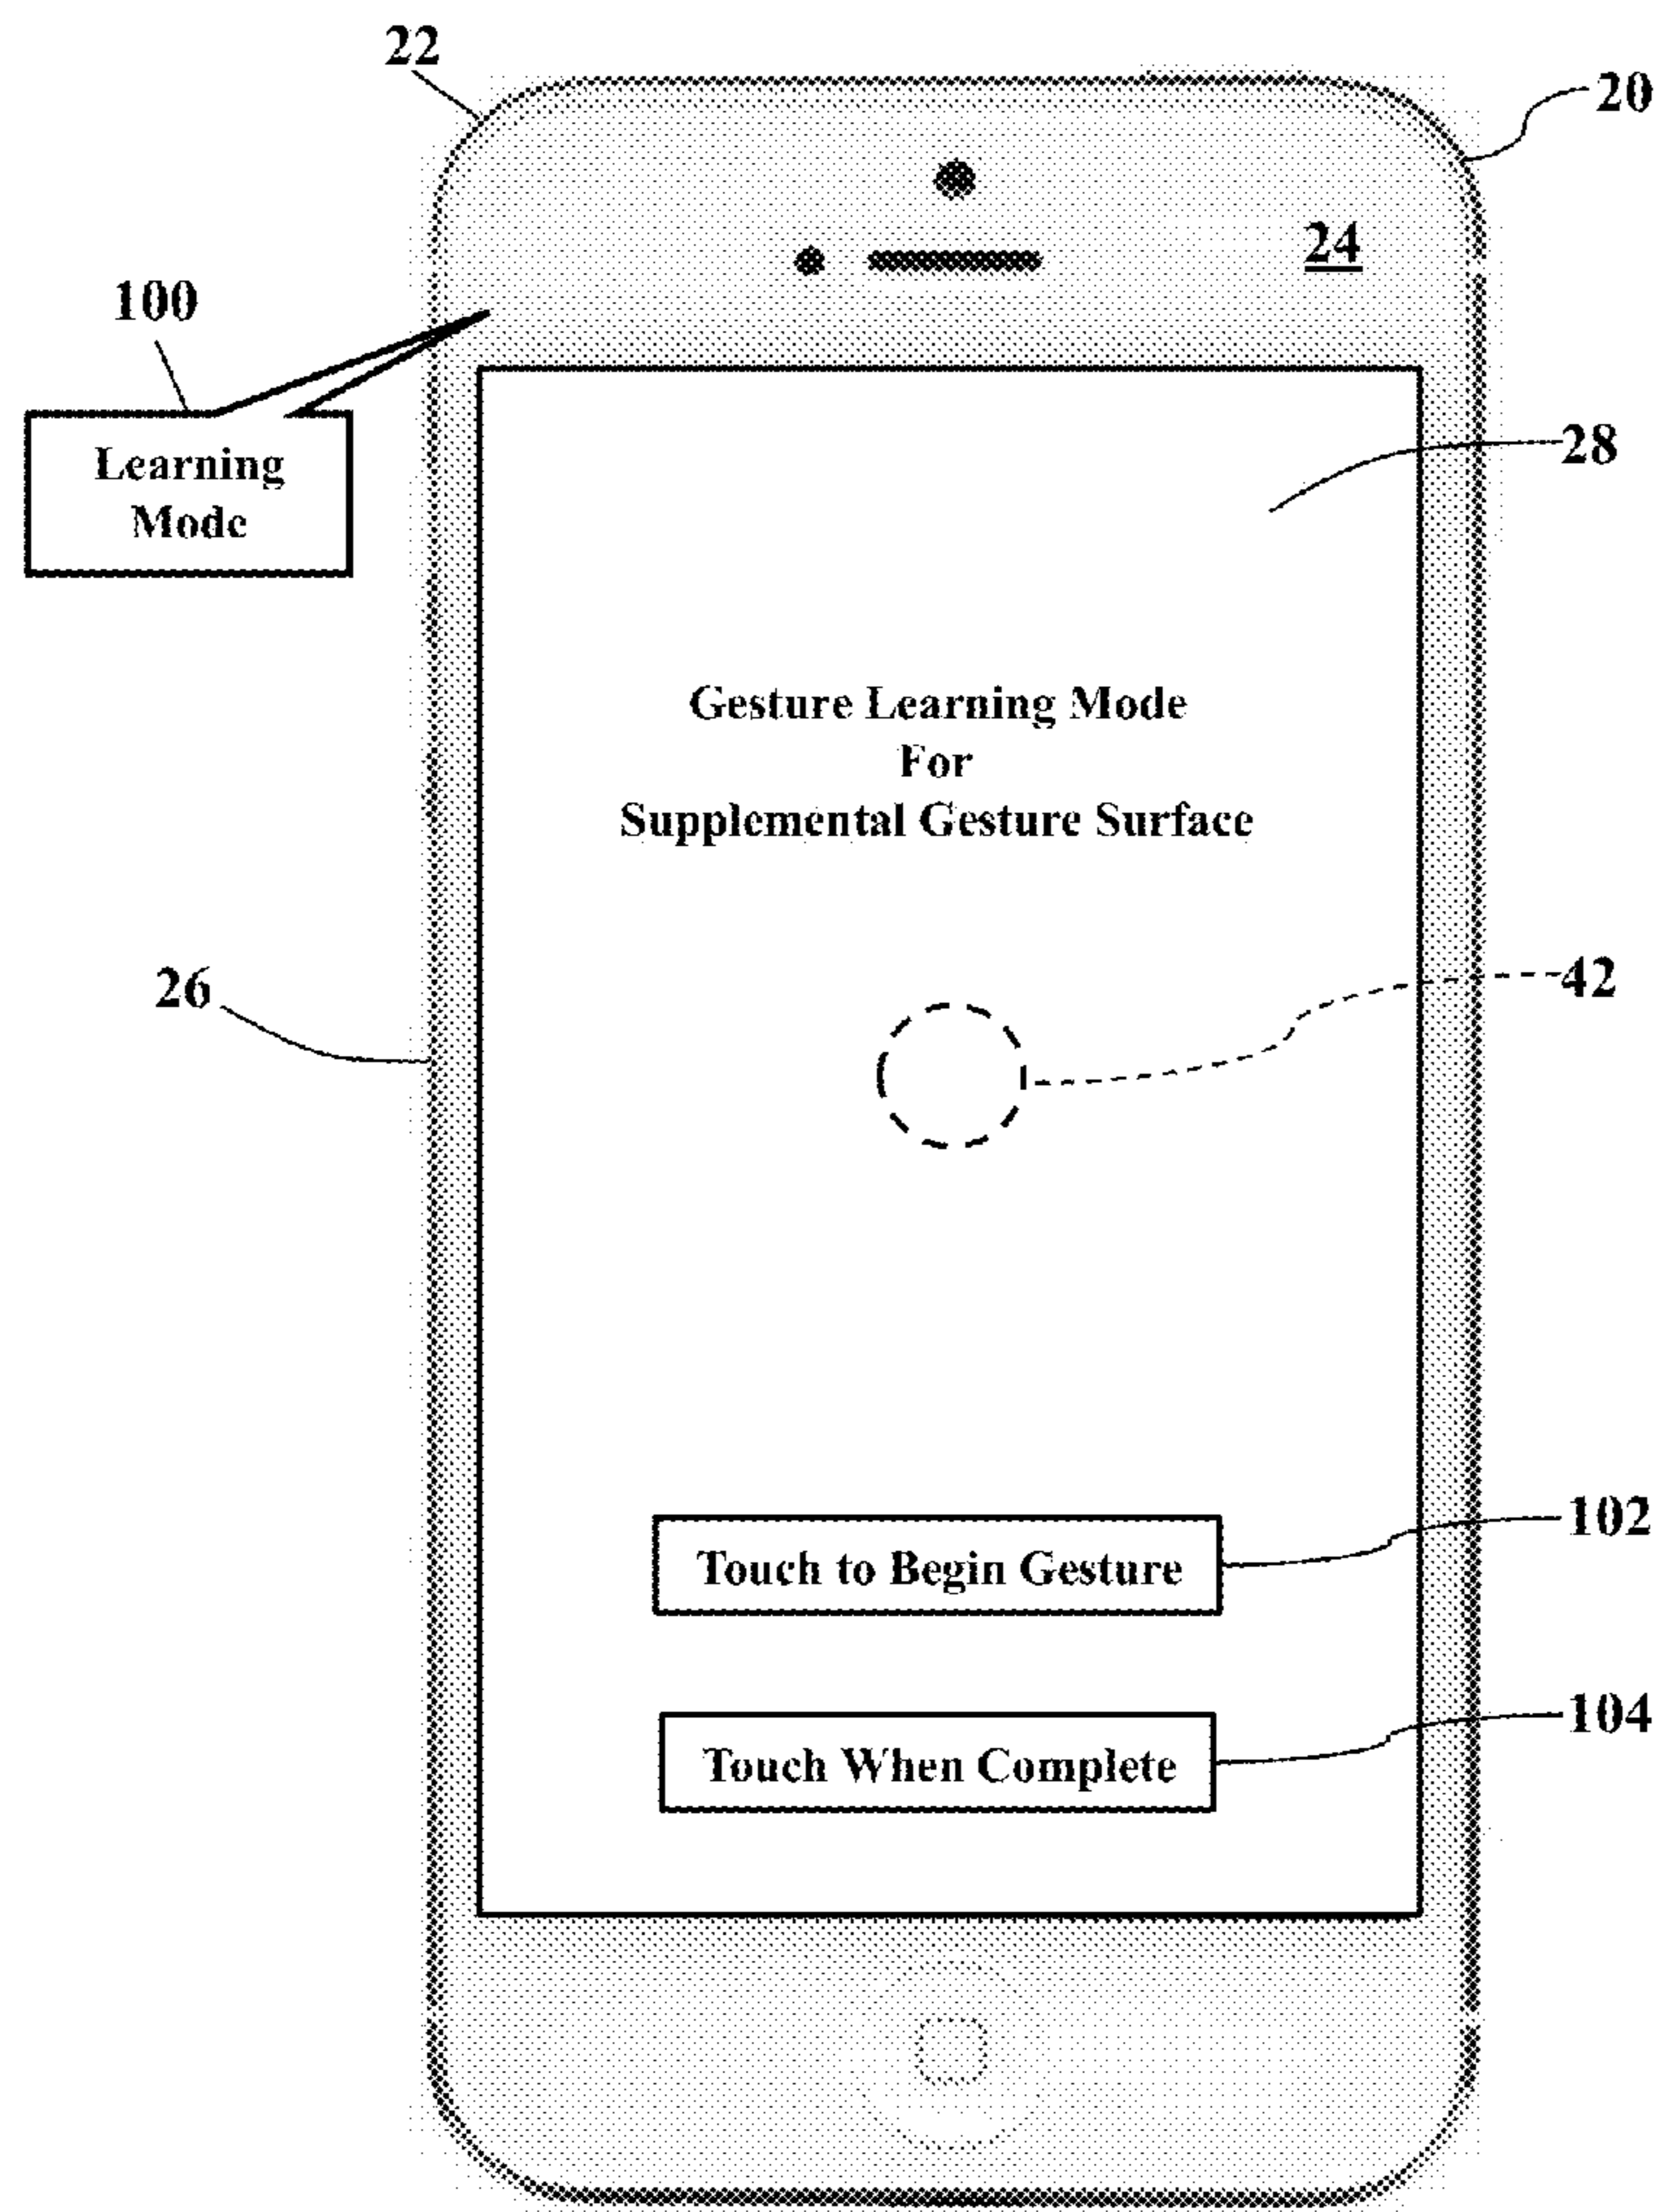 22
20
24
100
Learning
Mode
28
Gesture Learning Mode
For
Supplemental Gesture Surface
26
42
102
Touch to Begin Gesture
104
Touch When Complete